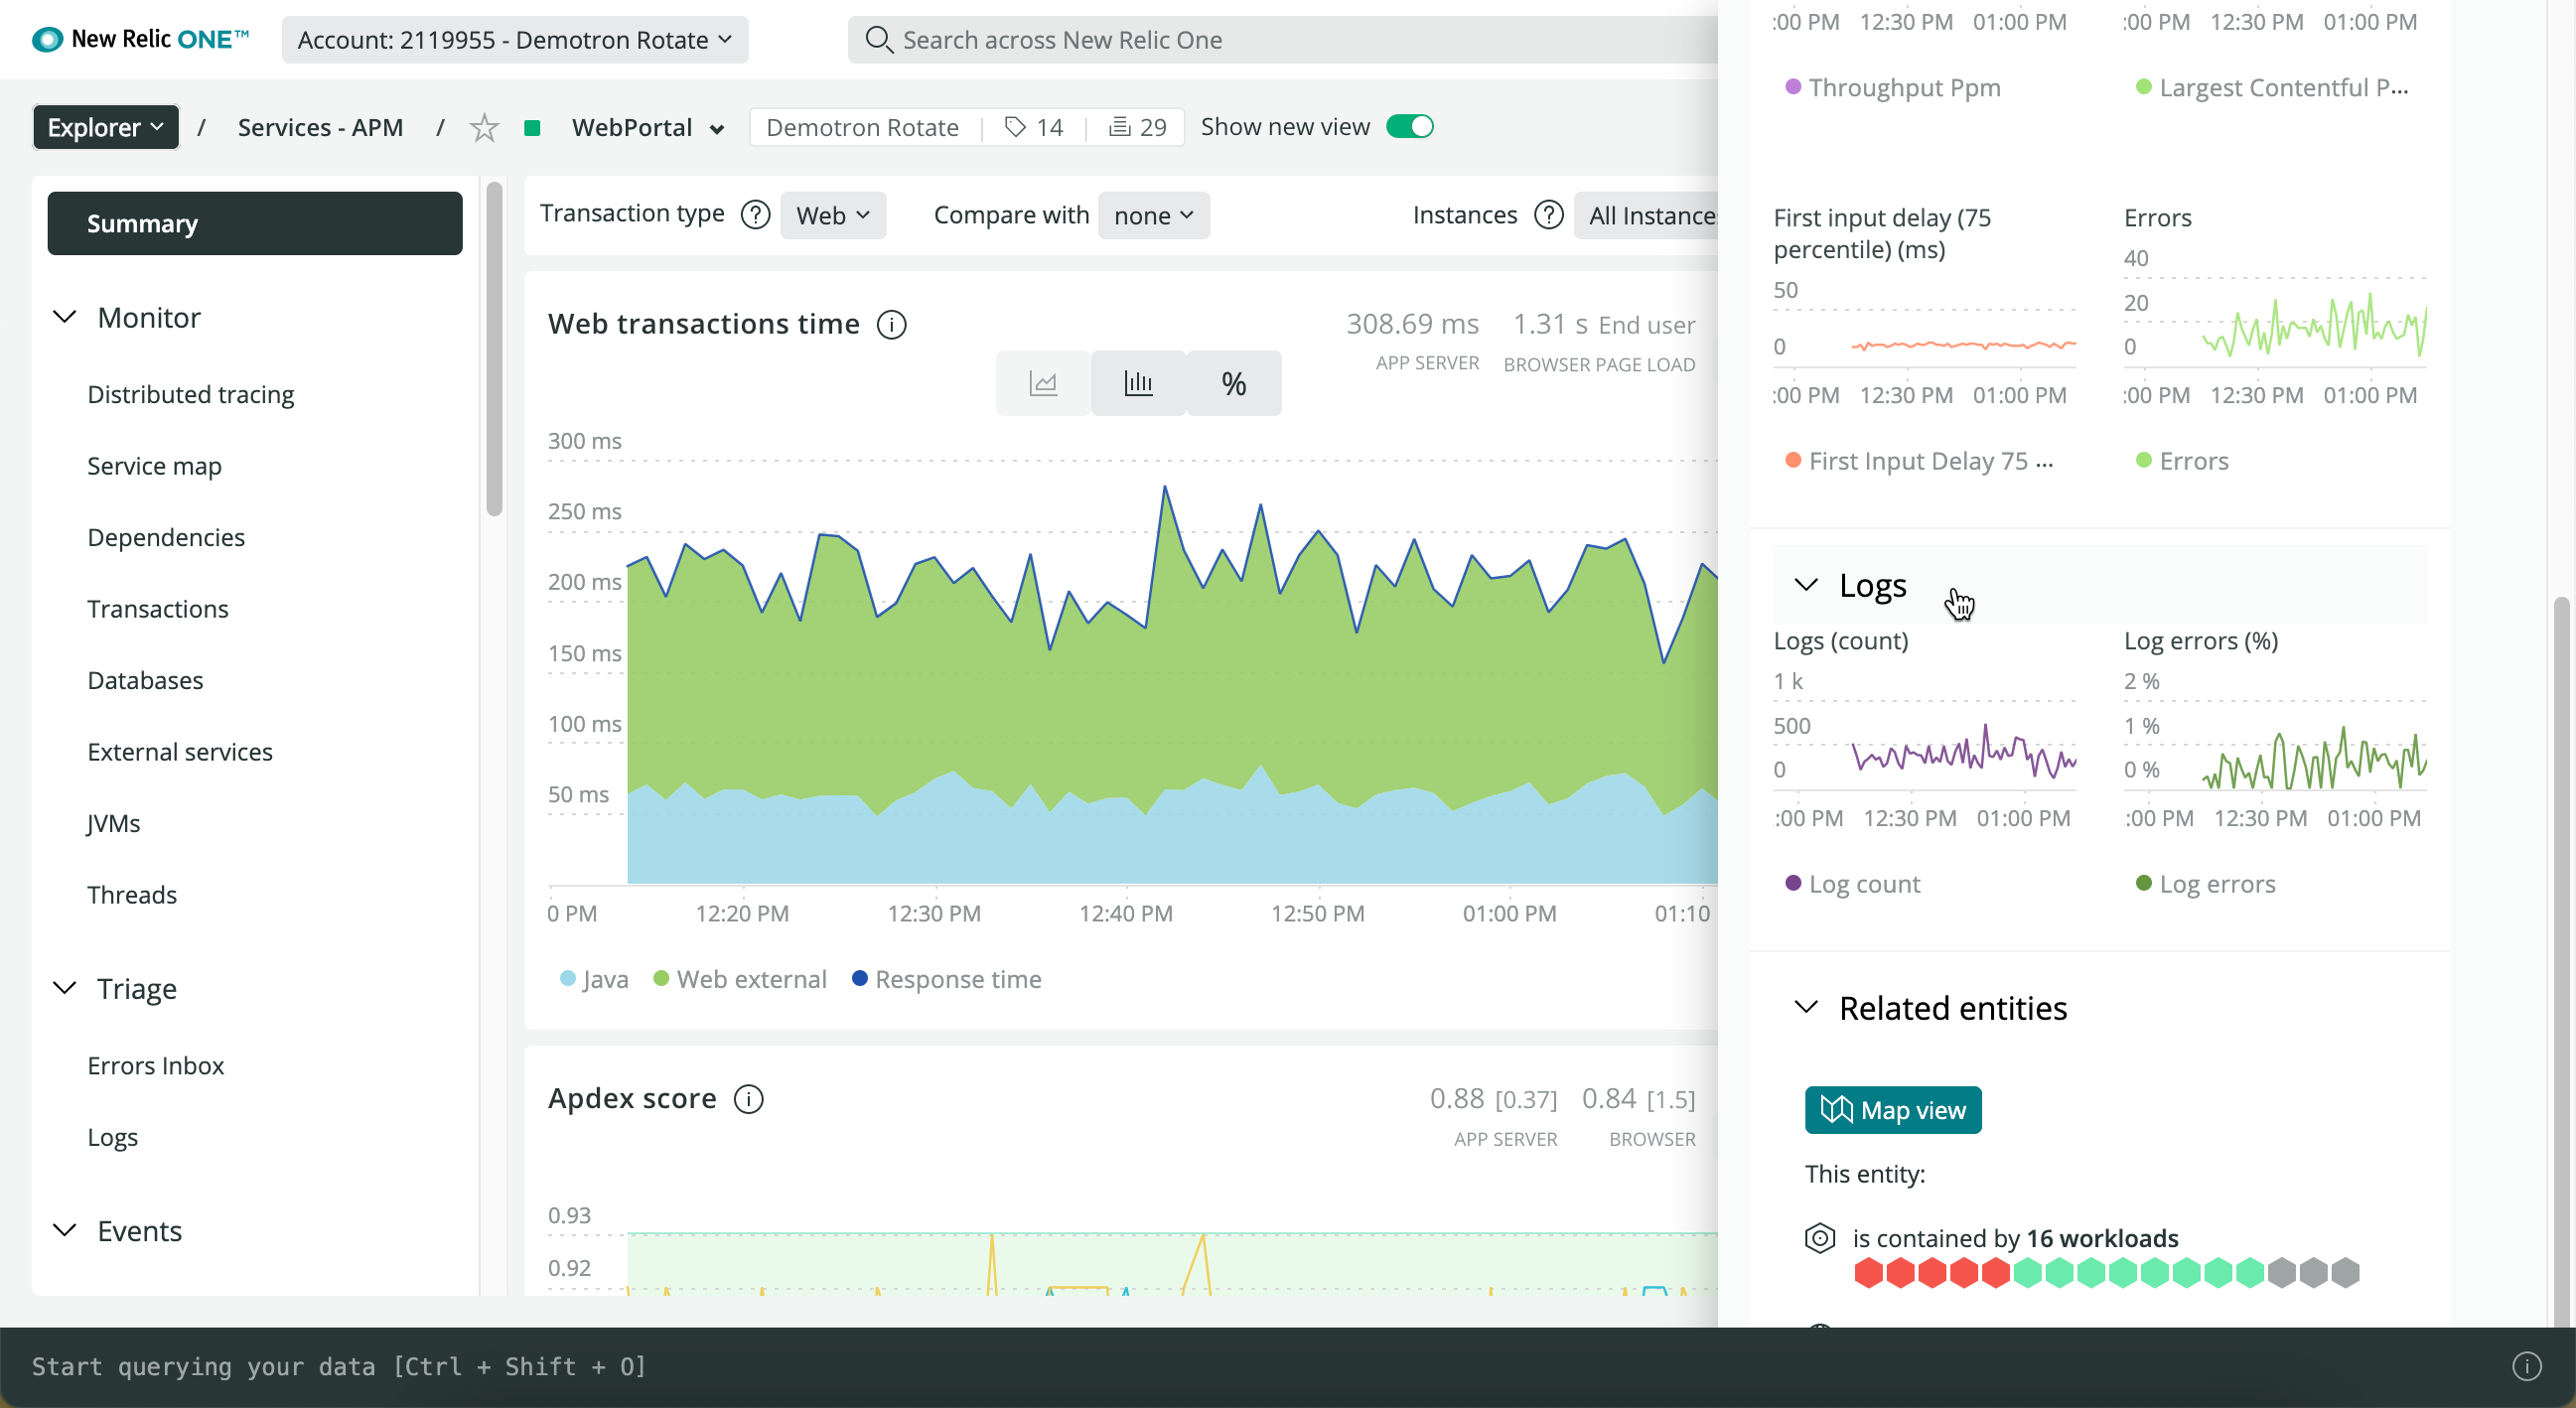 New Relic ONE™
Account: 2119955 - Demotron Rotate
Search across New Relic One
Explorer / Services - APM / WebPortal
Demotron Rotate 14 29
Show new view
Summary
Monitor
Distributed tracing
Service map
Dependencies
Transactions
Databases
External services
JVMs
Threads
Triage
Errors Inbox
Logs
Events
Transaction type ? Web
Compare with none
Instances ? All Instances
Web transactions time
308.69 ms
APP SERVER
1.31 s End user
BROWSER PAGE LOAD
%
300 ms
250 ms
200 ms
150 ms
100 ms
50 ms
0 PM 12:20 PM 12:30 PM 12:40 PM 12:50 PM 01:00 PM 01:10
Java Web external Response time
Apdex score
0.88 [0.37]
APP SERVER
0.84 [1.5]
BROWSER
0.93
0.92
:00 PM 12:30 PM 01:00 PM
Throughput Ppm
:00 PM 12:30 PM 01:00 PM
Largest Contentful P...
First input delay (75
percentile) (ms)
50
0
:00 PM 12:30 PM 01:00 PM
First Input Delay 75 ...
Errors
40
20
0
:00 PM 12:30 PM 01:00 PM
Errors
Logs
Logs (count)
1 k
500
0
:00 PM 12:30 PM 01:00 PM
Log count
Log errors (%)
2 %
1 %
0 %
:00 PM 12:30 PM 01:00 PM
Log errors
Related entities
Map view
This entity:
is contained by 16 workloads
Start querying your data [Ctrl + Shift + O]